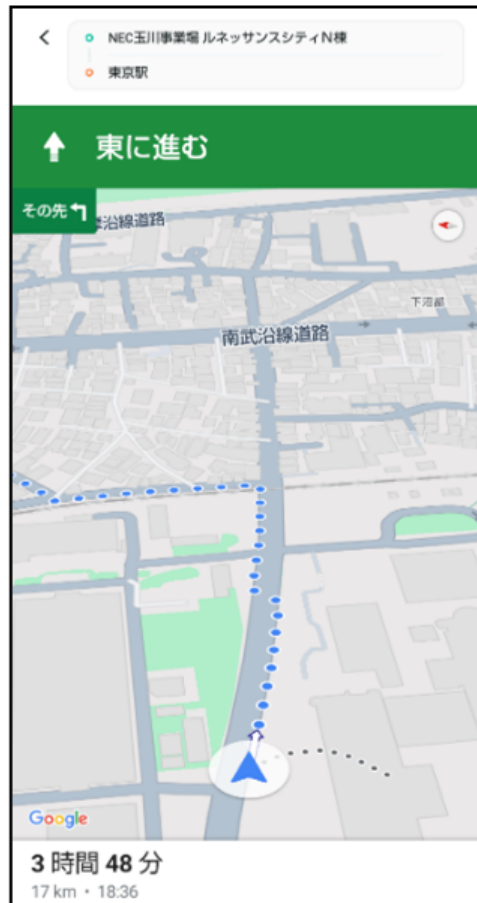 NEC玉川事業場 ルネッサンスシティN棟
東京駅
東に進む
その先
沿線道路
下沼部
南武沿線道路
Google
3 時間 48 分
17 km・18:36